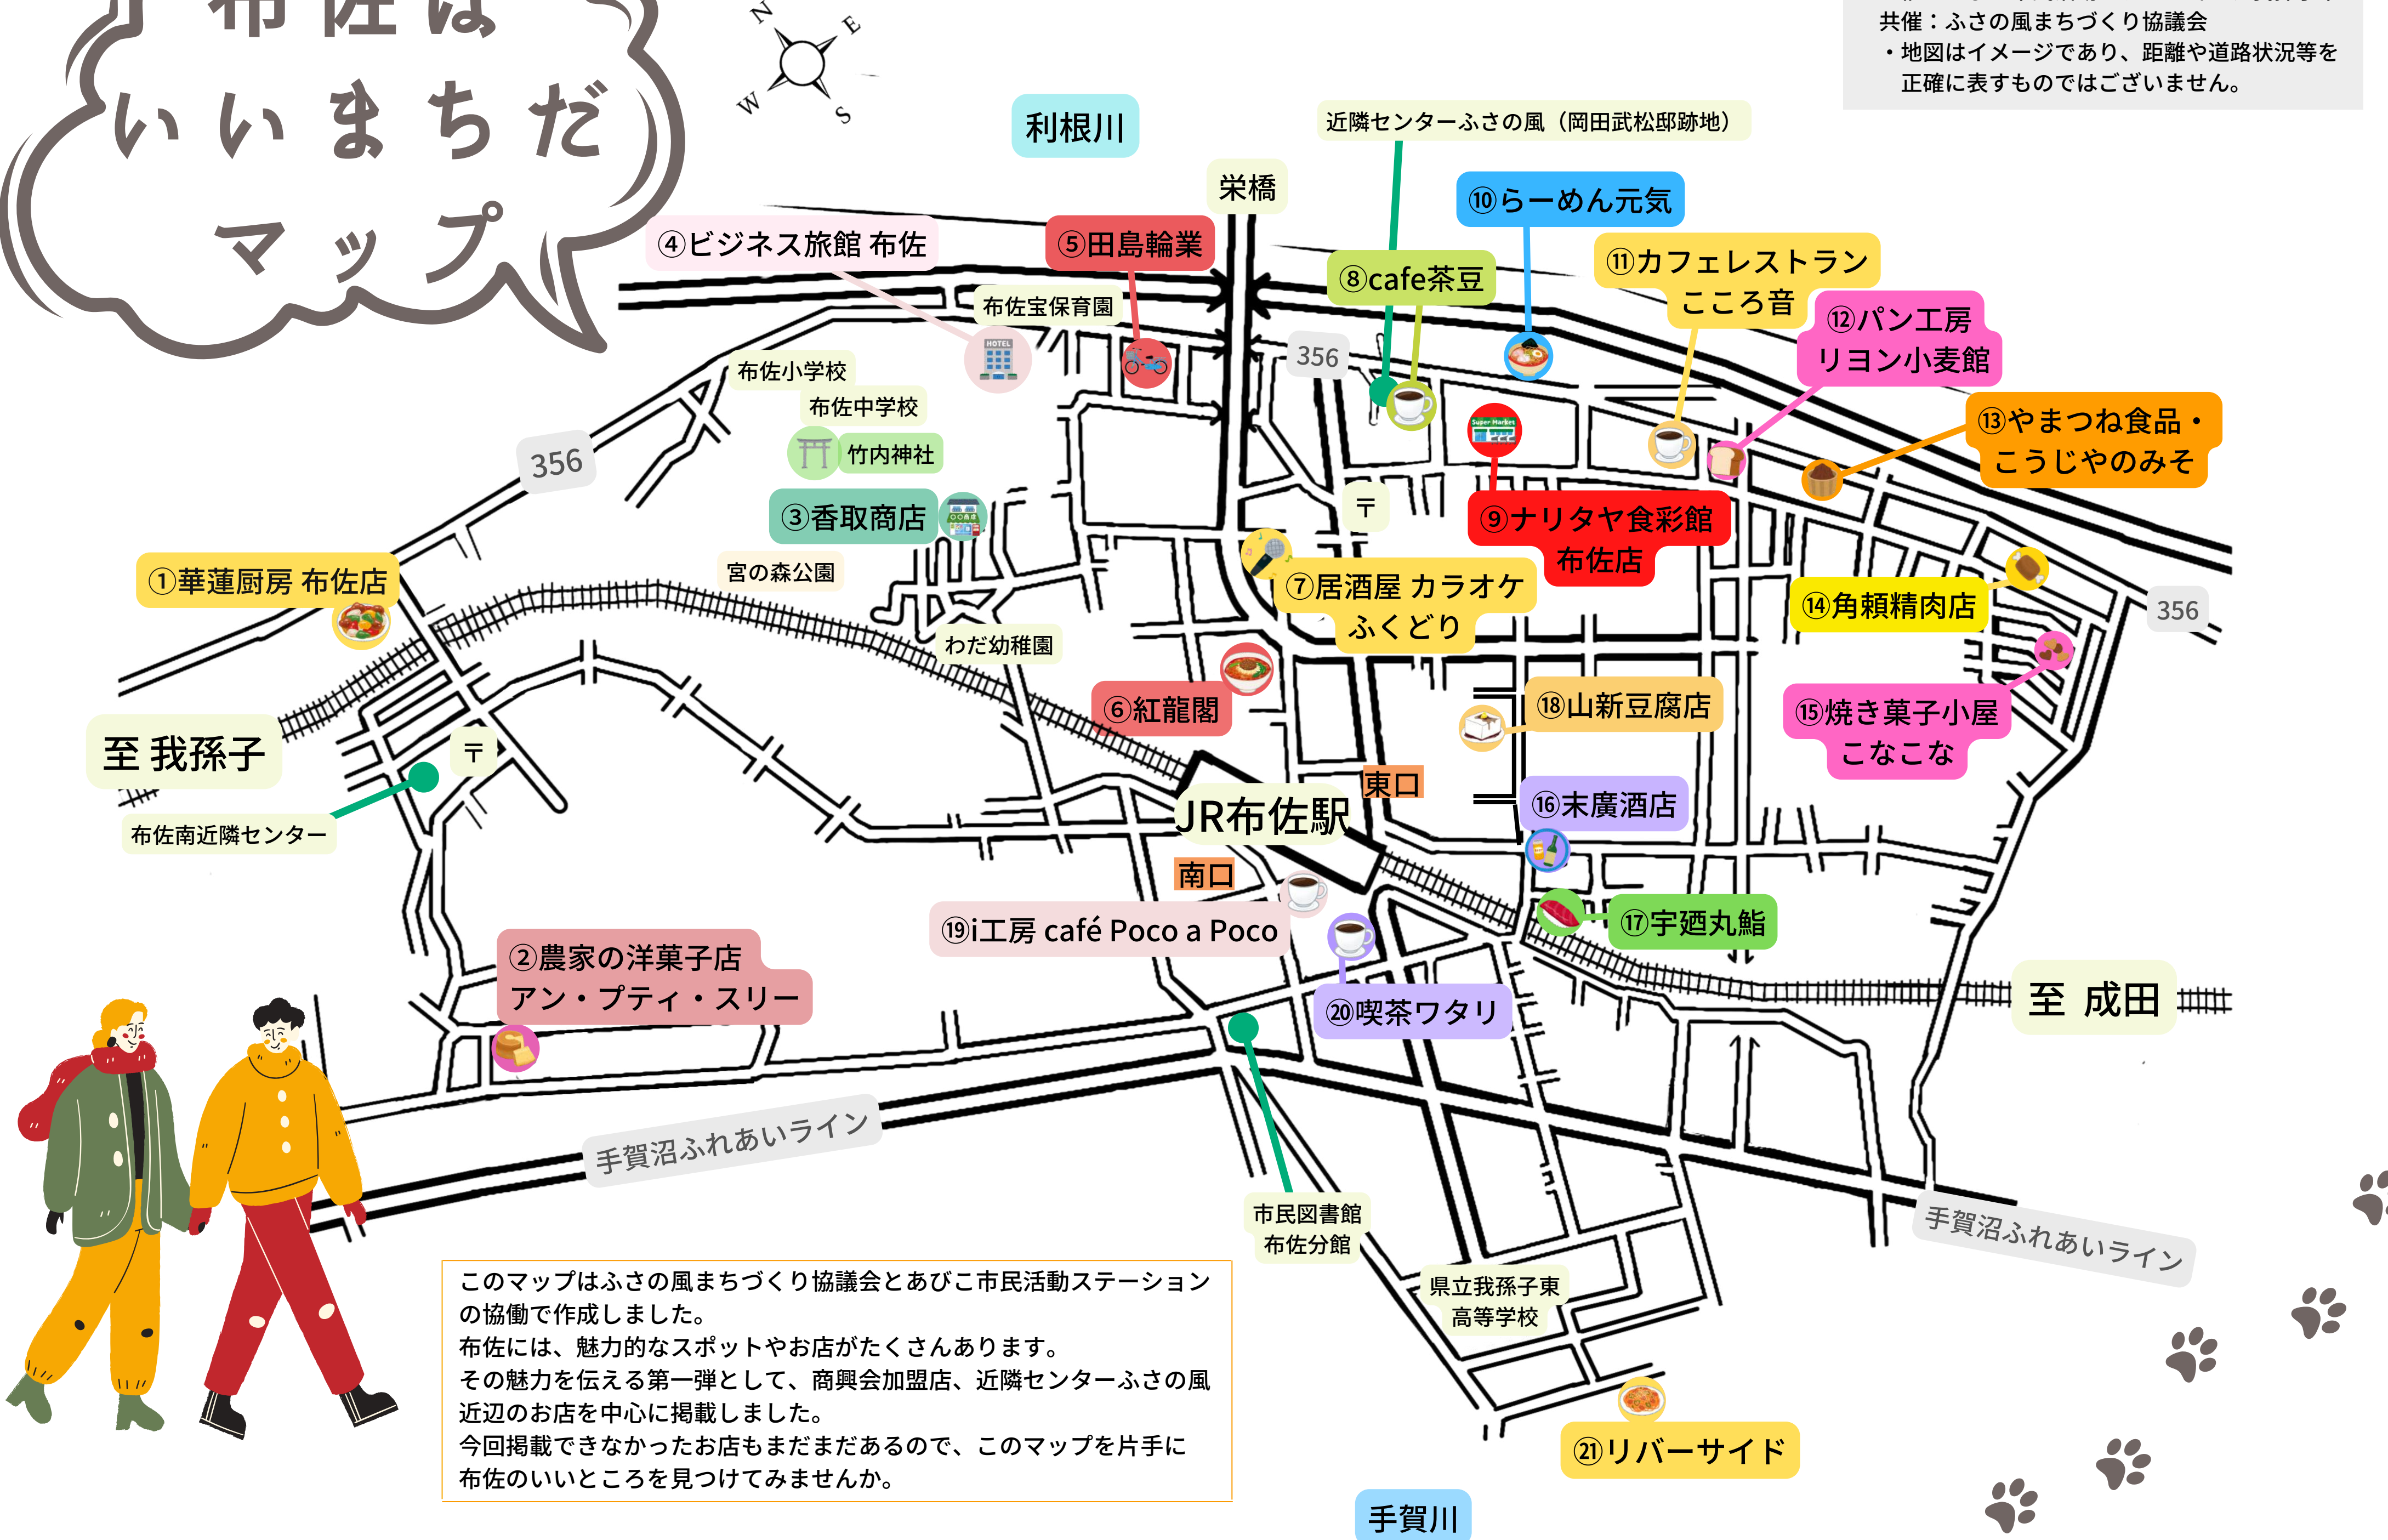 布佐は
いいまちだ
マップ
N
E
W
S
共催：ふさの風まちづくり協議会
・地図はイメージであり、距離や道路状況等を
正確に表すものではございません。
利根川
栄橋
近隣センターふさの風（岡田武松邸跡地）
④ビジネス旅館 布佐
⑤田島輪業
⑧cafe茶豆
⑩らーめん元気
⑪カフェレストラン
こころ音
⑫パン工房
リヨン小麦館
⑬やまつね食品・
こうじやのみそ
布佐宝保育園
HOTEL
356
布佐小学校
布佐中学校
竹内神社
356
Super Market
③香取商店
〒
⑨ナリタヤ食彩館
布佐店
宮の森公園
①華蓮厨房 布佐店
⑦居酒屋 カラオケ
ふくどり
⑭角頼精肉店
356
わだ幼稚園
⑥紅龍閣
⑱山新豆腐店
⑮焼き菓子小屋
こなこな
至 我孫子
〒
布佐南近隣センター
JR布佐駅
東口
南口
⑯末廣酒店
⑰宇廼丸鮨
⑲i工房 café Poco a Poco
②農家の洋菓子店
アン・プティ・スリー
⑳喫茶ワタリ
至 成田
手賀沼ふれあいライン
市民図書館
布佐分館
手賀沼ふれあいライン
県立我孫子東
高等学校
このマップはふさの風まちづくり協議会とあびこ市民活動ステーション
の協働で作成しました。
布佐には、魅力的なスポットやお店がたくさんあります。
その魅力を伝える第一弾として、商興会加盟店、近隣センターふさの風
近辺のお店を中心に掲載しました。
今回掲載できなかったお店もまだまだあるので、このマップを片手に
布佐のいいところを見つけてみませんか。
㉑リバーサイド
手賀川